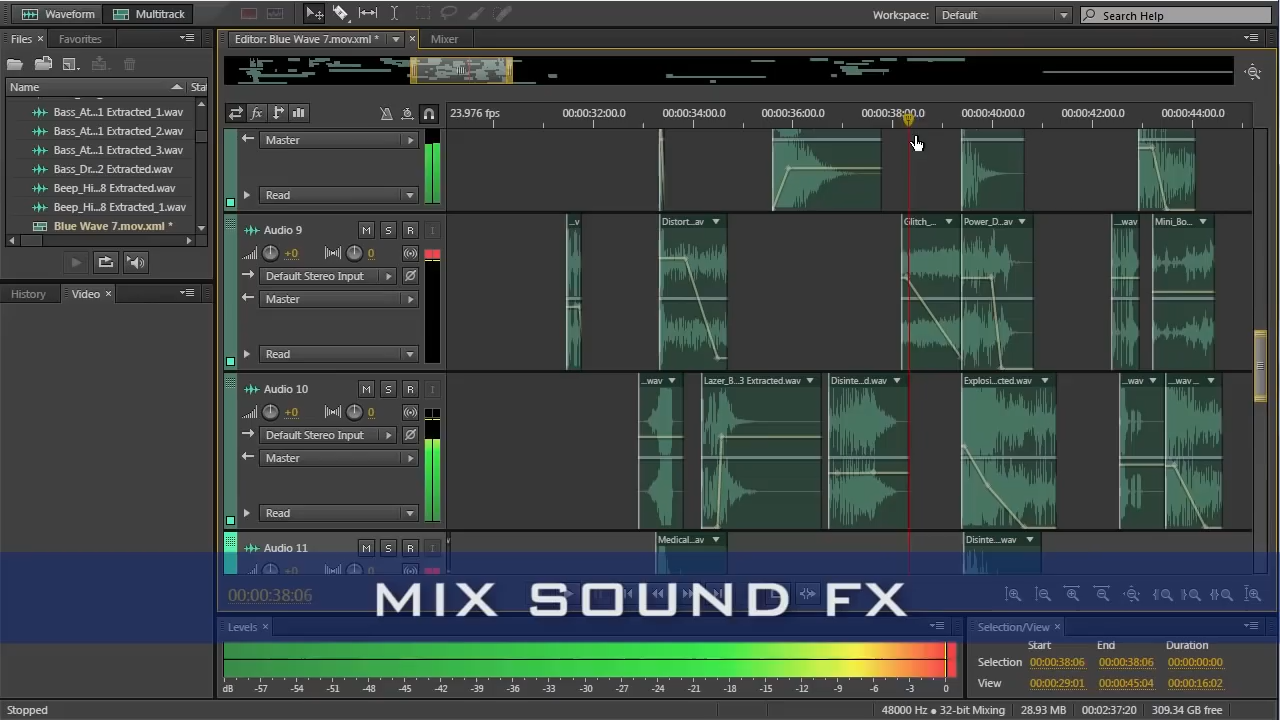 Waveform Multitrack Workspace: Default Search Help
Files × Favorites Editor: Blue Wave 7.mov.xml * × Mixer
Name Sta
Bass_At...1 Extracted_1.wav
Bass_At...1 Extracted_2.wav
Bass_At...1 Extracted_3.wav
Bass_Dr...2 Extracted.wav
Beep_Hi...8 Extracted.wav
Beep_Hi...8 Extracted_1.wav
Blue Wave 7.mov.xml *
History Video ×
fx 23.976 fps 00:00:32:00.0 00:00:34:00.0 00:00:36:00.0 00:00:40:00.0 00:00:42:00.0 00:00:44:00.0
Master
Read
Audio 9 M S R I
+0 0
Default Stereo Input
Master
Read
...v Distort...av Glitch_... Power_D...av ...wav Mini_Bo...
Audio 10 M S R I
+0 0
Default Stereo Input
Master
Read
...wav Lazer_B...3 Extracted.wav Disinte...d.wav Explosi...cted.wav ...wav ...wav ...
Audio 11 M S R I
+0 0
Medical...av Disinte...wav
00:00:38:06
MIX SOUND FX
Levels × Selection/View ×
Start End Duration
Selection 00:00:38:06 00:00:38:06 00:00:00:00
View 00:00:29:01 00:00:45:04 00:00:16:02
dB -57 -54 -51 -48 -45 -42 -39 -36 -33 -30 -27 -24 -21 -18 -15 -12 -9 -6 -3 0
Stopped 48000 Hz ● 32-bit Mixing 28.93 MB 00:02:37:20 309.34 GB free